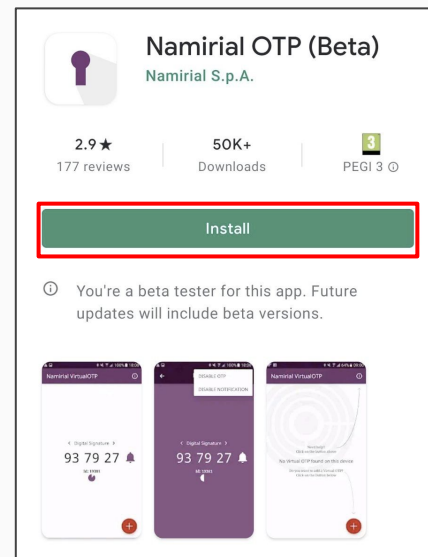 Namirial OTP (Beta)
Namirial S.p.A.
2.9★
50K+
3
177 reviews
Downloads
PEGI 3
Install
You're a beta tester for this app. Future
updates will include beta versions.
Namirial VirtualOTP
DISABLE OTP
DISABLE NOTIFICATION
Namirial VirtualOTP
< Digital Signature >
93 79 27
< Digital Signature >
93 79 27
No Virtual OTP found on this device